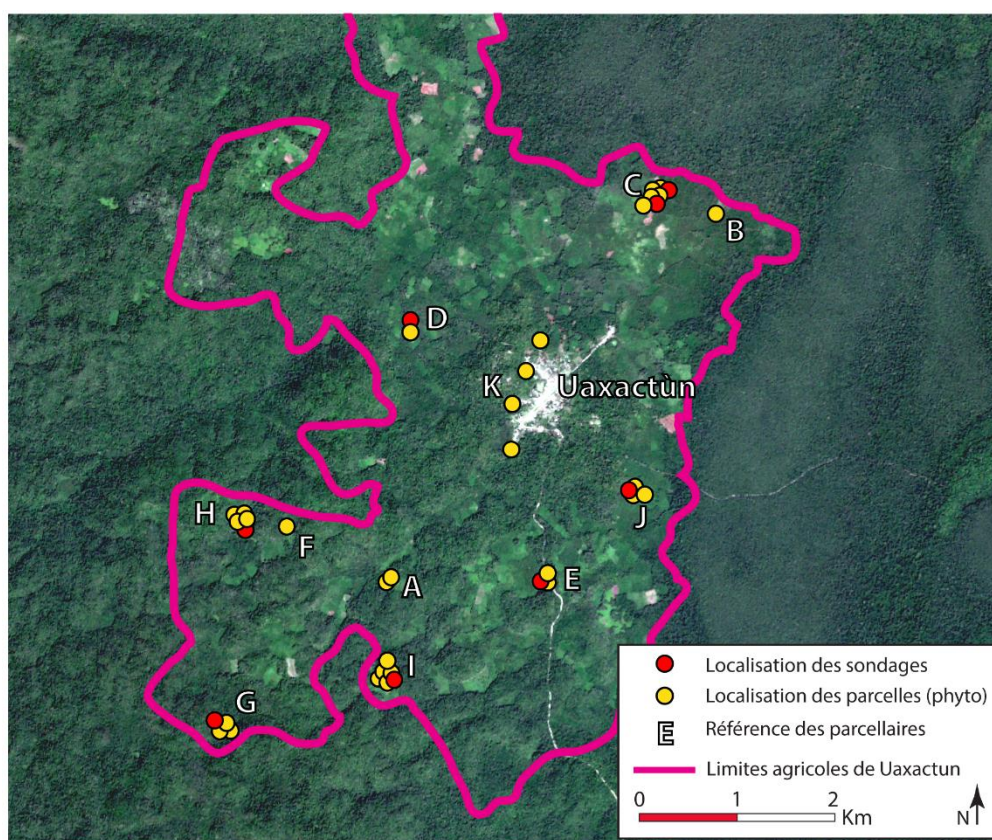 C
B
D
K
Uaxactùn
H
F
J
A
E
I
G
Localisation des sondages
Localisation des parcelles (phyto)
E Référence des parcellaires
Limites agricoles de Uaxactun
0 1 2
Km
N